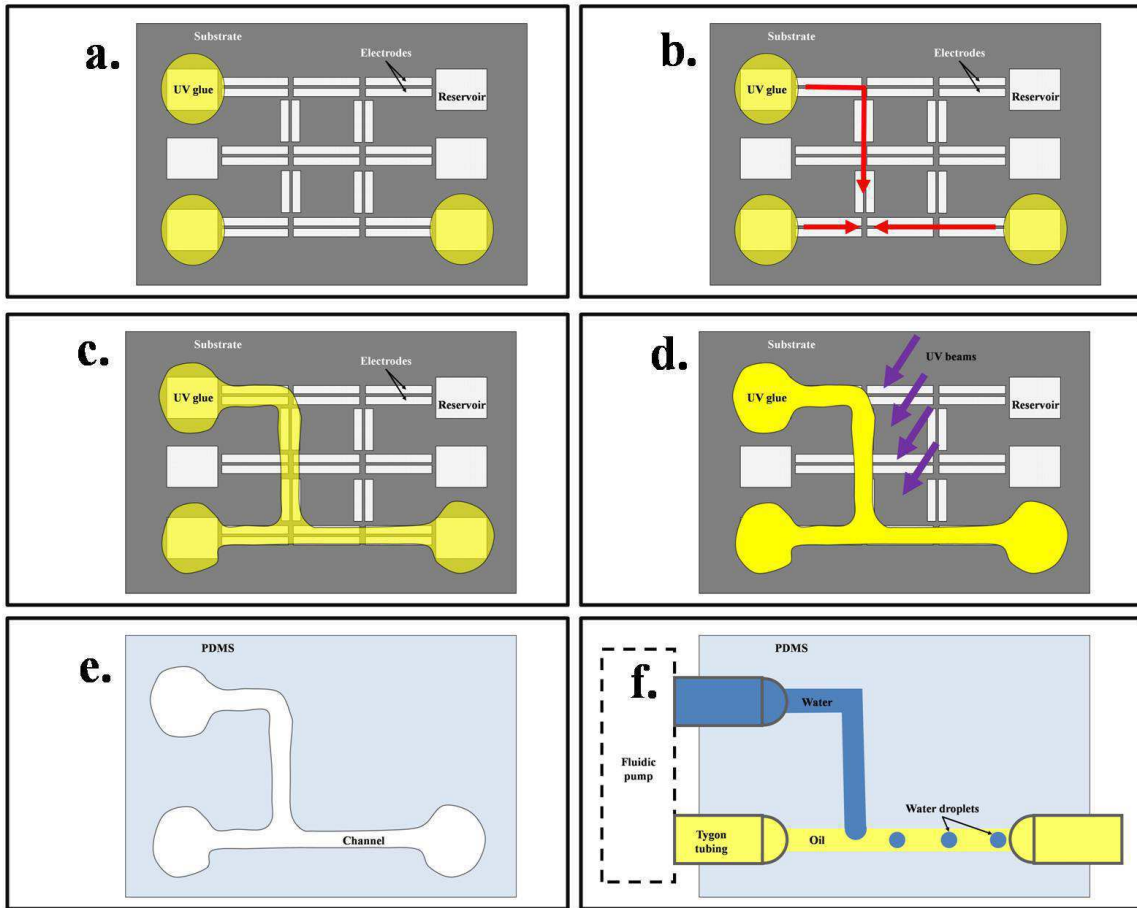 a.
Substrate
Electrodes
UV glue
Reservoir
b.
Substrate
Electrodes
UV glue
Reservoir
c.
Substrate
Electrodes
UV glue
Reservoir
d.
Substrate
UV beams
UV glue
Reservoir
e.
PDMS
Channel
f.
PDMS
Water
Fluidic
pump
Water droplets
Tygon
tubing
Oil